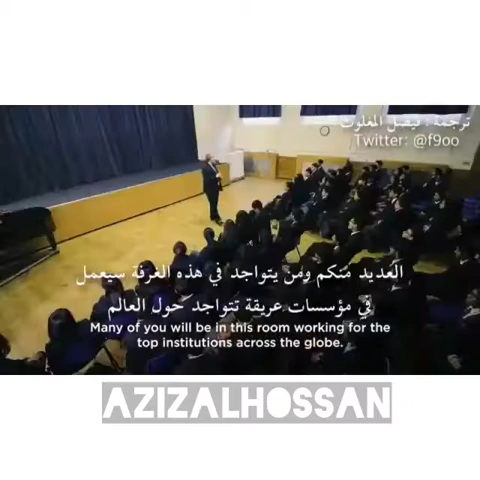 ترجمة : فيصل المغلوث
Twitter: @f9oo
العديد منكم ومن يتواجد في هذه الغرفة سيعمل
في مؤسسات عريقة تتواجد حول العالم
Many of you will be in this room working for the
top institutions across the globe.
AZIZALHOSSAN